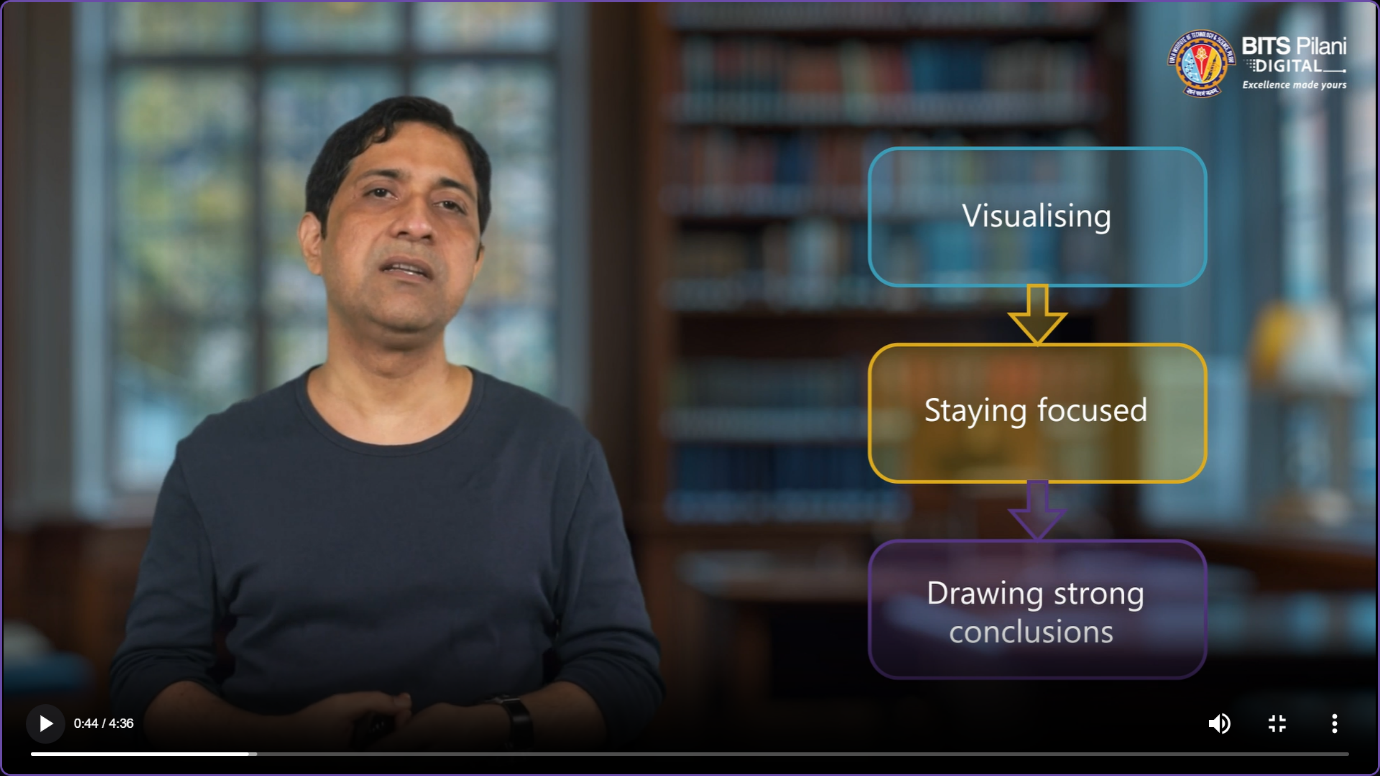 BITS Pilani
DIGITAL
Excellence made yours
Visualising
Staying focused
Drawing strong
conclusions
0:44 / 4:36